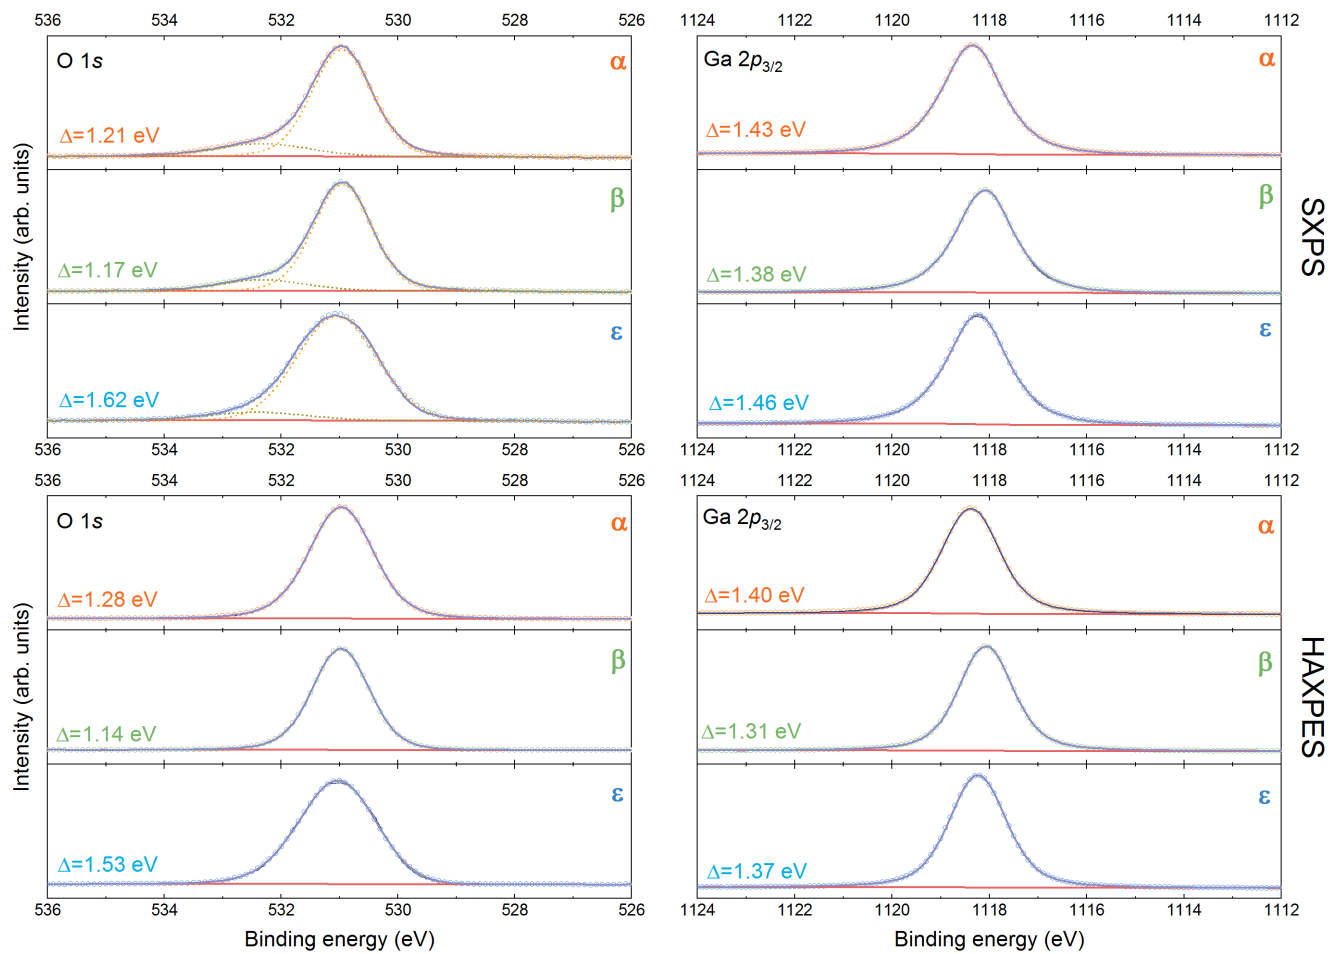 536 534 532 530 528 526
1124 1122 1120 1118 1116 1114 1112
O 1s
α
Δ=1.21 eV
β
Δ=1.17 eV
ε
Δ=1.62 eV
Ga 2p3/2
α
Δ=1.43 eV
β
Δ=1.38 eV
ε
Δ=1.46 eV
Intensity (arb. units)
SXPS
536 534 532 530 528 526
1124 1122 1120 1118 1116 1114 1112
536 534 532 530 528 526
1124 1122 1120 1118 1116 1114 1112
O 1s
α
Δ=1.28 eV
β
Δ=1.14 eV
ε
Δ=1.53 eV
Ga 2p3/2
α
Δ=1.40 eV
β
Δ=1.31 eV
ε
Δ=1.37 eV
Intensity (arb. units)
HAXPES
536 534 532 530 528 526
1124 1122 1120 1118 1116 1114 1112
Binding energy (eV)
Binding energy (eV)